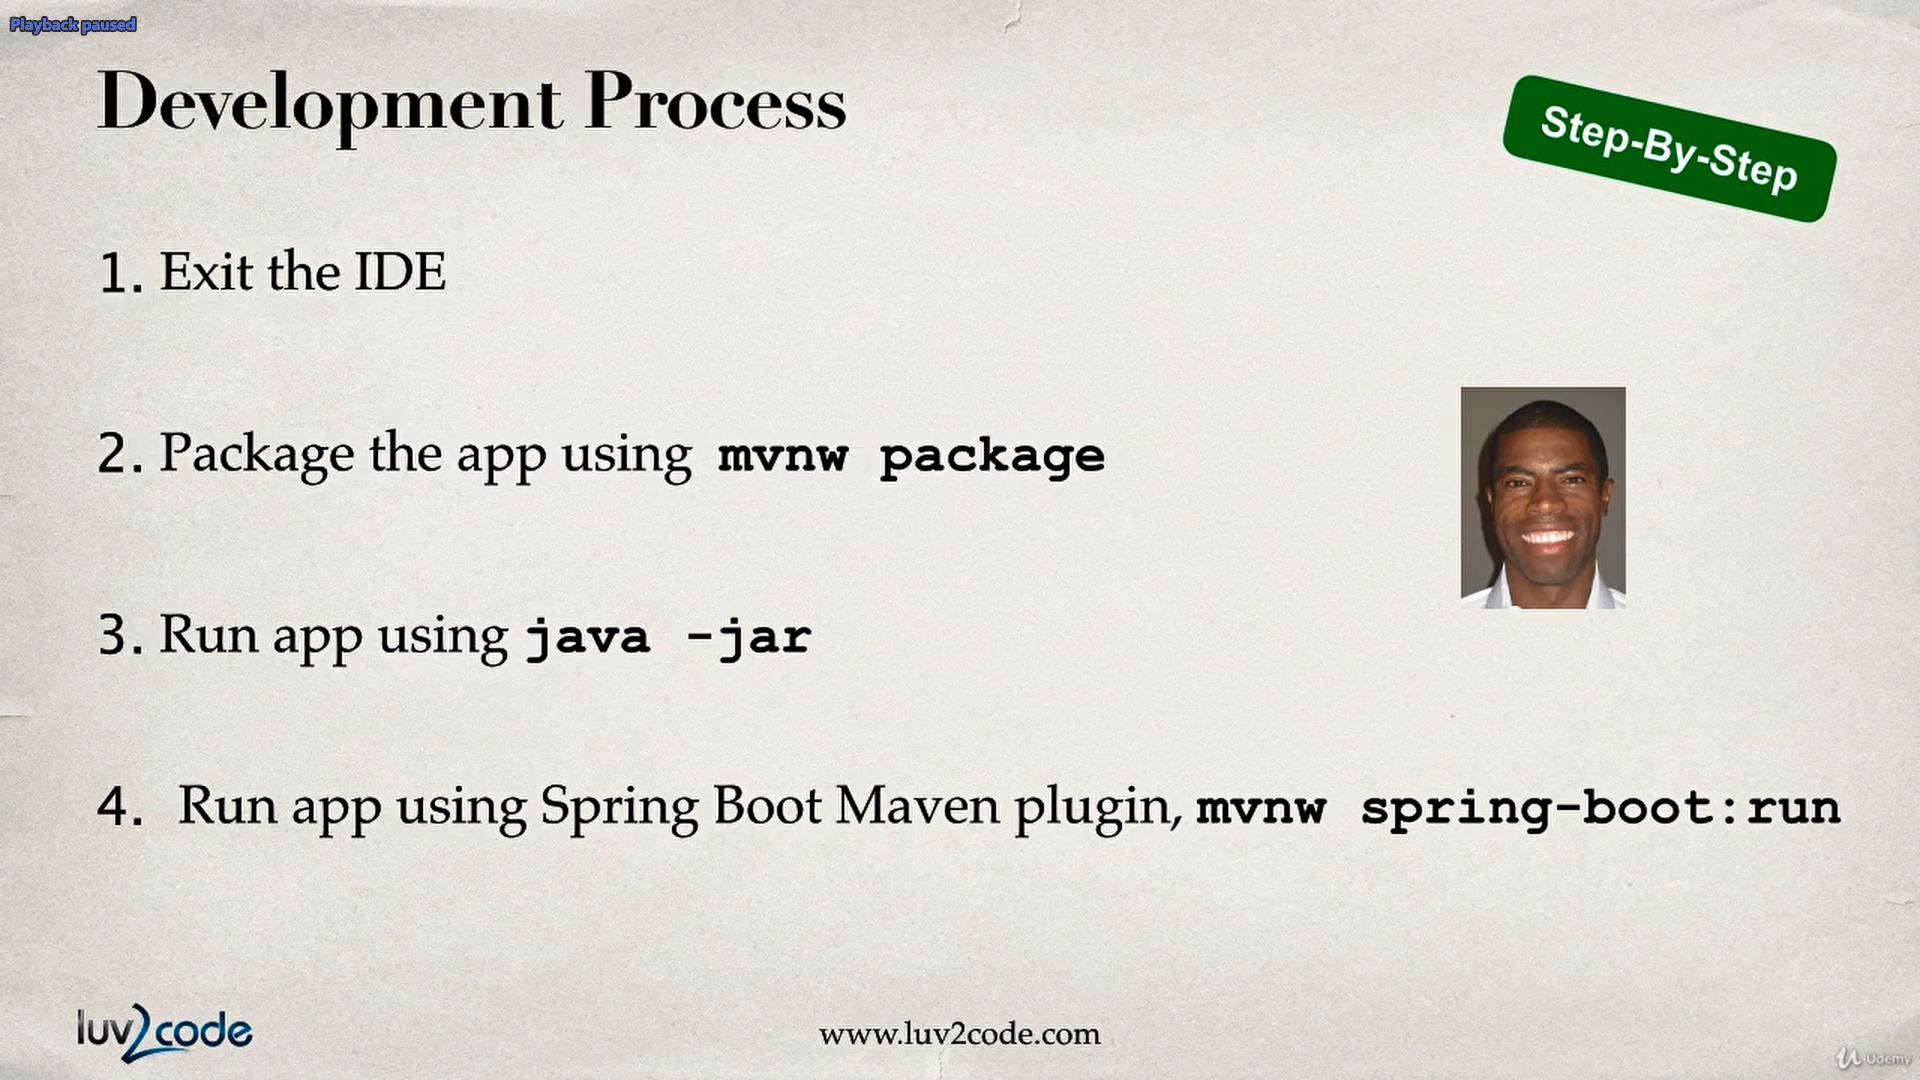 Playback paused
Development Process
Step-By-Step
1. Exit the IDE
2. Package the app using mvnw package
3. Run app using java -jar
4. Run app using Spring Boot Maven plugin, mvnw spring-boot:run
luv2code
www.luv2code.com
Udemy